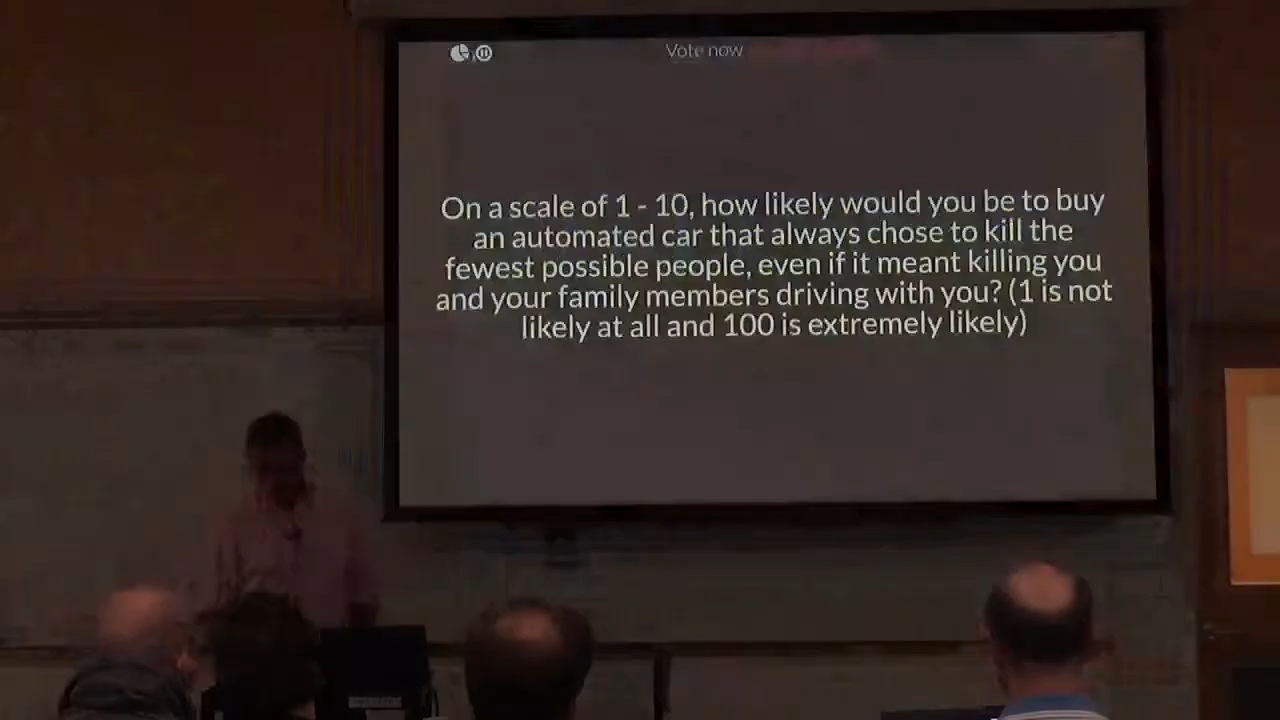 Vote now
On a scale of 1 - 10, how likely would you be to buy
an automated car that always chose to kill the
fewest possible people, even if it meant killing you
and your family members driving with you? (1 is not
likely at all and 100 is extremely likely)